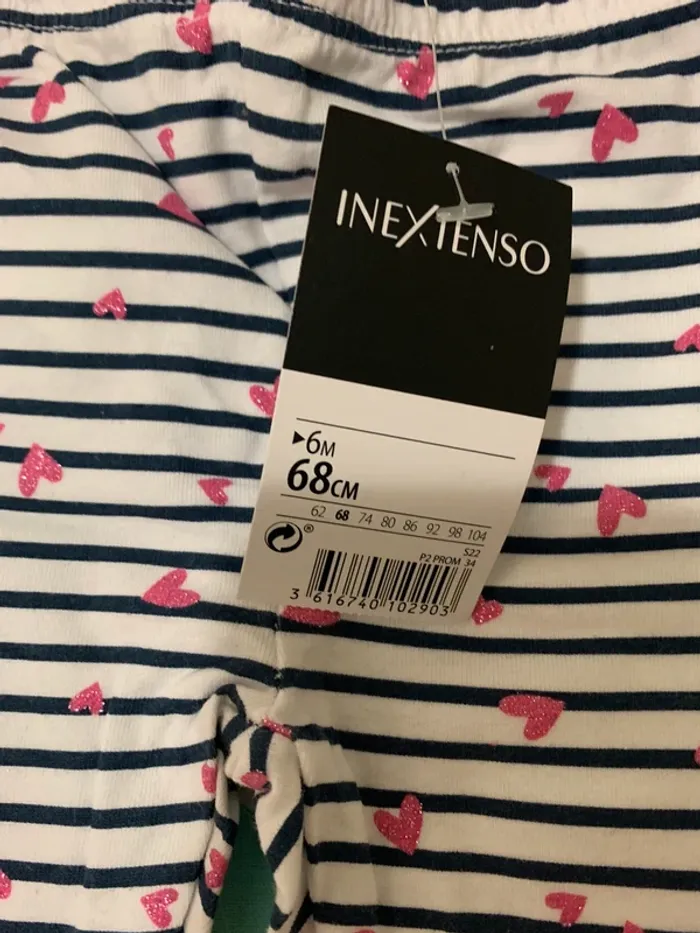 INEXTENSO
▶6M
68CM
62 68 74 80 86 92 98 104
®
S22
P2 PROM 34
3 616740 102903